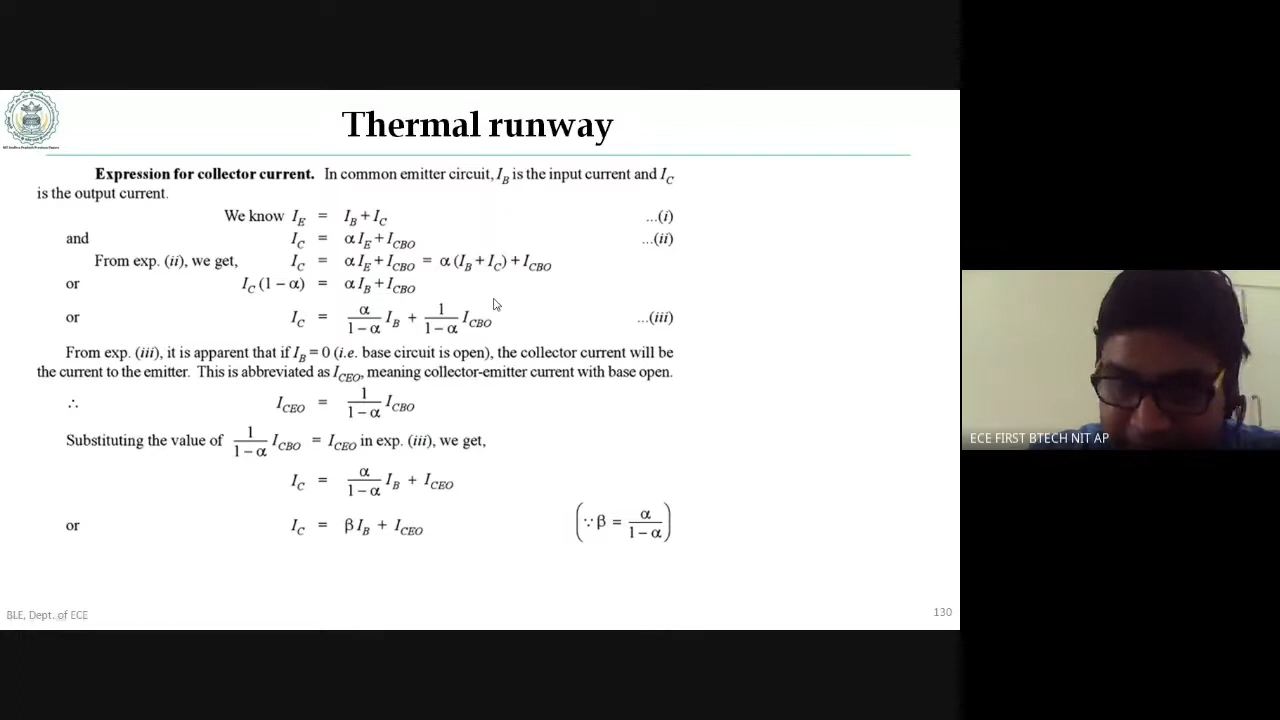 Thermal runway
Expression for collector current. In common emitter circuit, I_B is the input current and I_C
is the output current.
We know I_E = I_B + I_C ...(i)
and I_C = α I_E + I_CBO ...(ii)
From exp. (ii), we get, I_C = α I_E + I_CBO = α (I_B + I_C) + I_CBO
or I_C (1 – α) = α I_B + I_CBO
or I_C = α/(1 – α) I_B + 1/(1 – α) I_CBO ...(iii)
From exp. (iii), it is apparent that if I_B = 0 (i.e. base circuit is open), the collector current will be
the current to the emitter. This is abbreviated as I_CEO, meaning collector-emitter current with base open.
∴ I_CEO = 1/(1 – α) I_CBO
Substituting the value of 1/(1 – α) I_CBO = I_CEO in exp. (iii), we get,
I_C = α/(1 – α) I_B + I_CEO
or I_C = β I_B + I_CEO (∵ β = α/(1 – α))
BLE, Dept. of ECE
130
ECE FIRST BTECH NIT AP